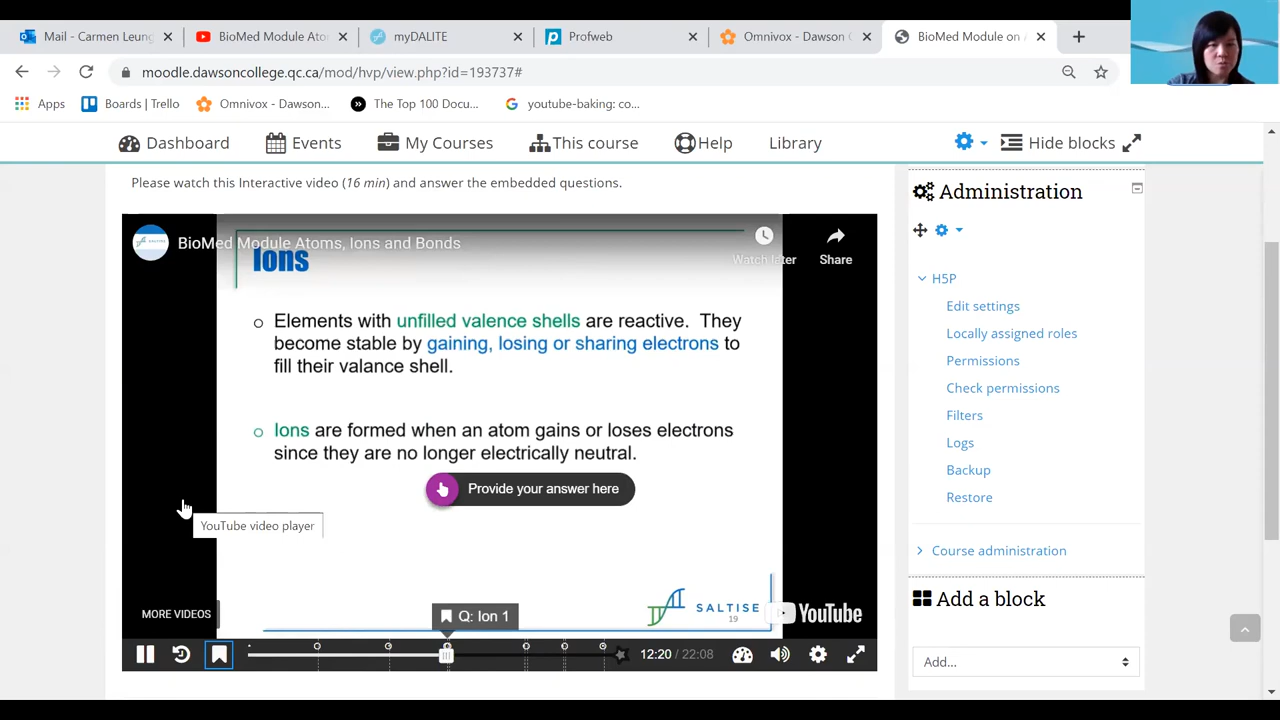 Mail - Carmen Leung
BioMed Module Ato
myDALITE
Profweb
Omnivox - Dawson C
BioMed Module on A
moodle.dawsoncollege.qc.ca/mod/hvp/view.php?id=193737#
Apps
Boards | Trello
Omnivox - Dawson...
The Top 100 Docu...
youtube-baking: co...
Dashboard
Events
My Courses
This course
Help
Library
Hide blocks
Please watch this Interactive video (16 min) and answer the embedded questions.
BioMed Module Atoms, Ions and Bonds
Watch later
Share
Ions
Elements with unfilled valence shells are reactive. They
become stable by gaining, losing or sharing electrons to
fill their valance shell.
Ions are formed when an atom gains or loses electrons
since they are no longer electrically neutral.
Provide your answer here
YouTube video player
MORE VIDEOS
SALTISE
19
YouTube
Q: Ion 1
12:20 / 22:08
Administration
H5P
Edit settings
Locally assigned roles
Permissions
Check permissions
Filters
Logs
Backup
Restore
Course administration
Add a block
Add...